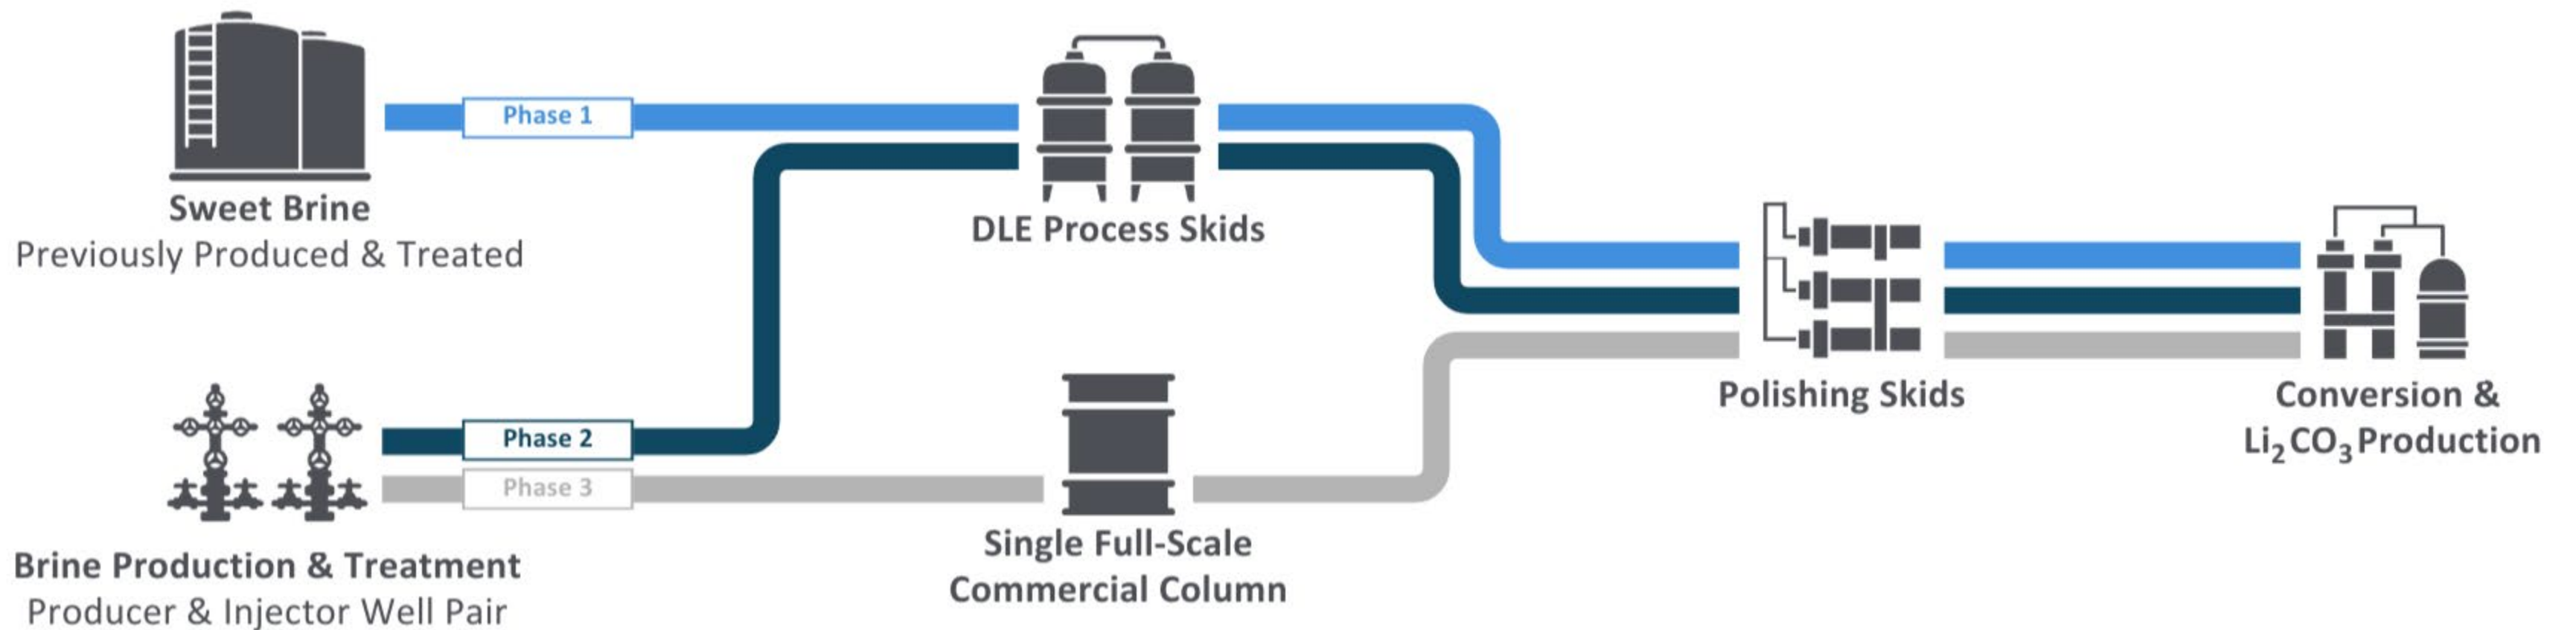 Phase 1
Sweet Brine
Previously Produced & Treated
DLE Process Skids
Polishing Skids
Conversion &
Li₂CO₃ Production
Phase 2
Phase 3
Brine Production & Treatment
Producer & Injector Well Pair
Single Full-Scale
Commercial Column